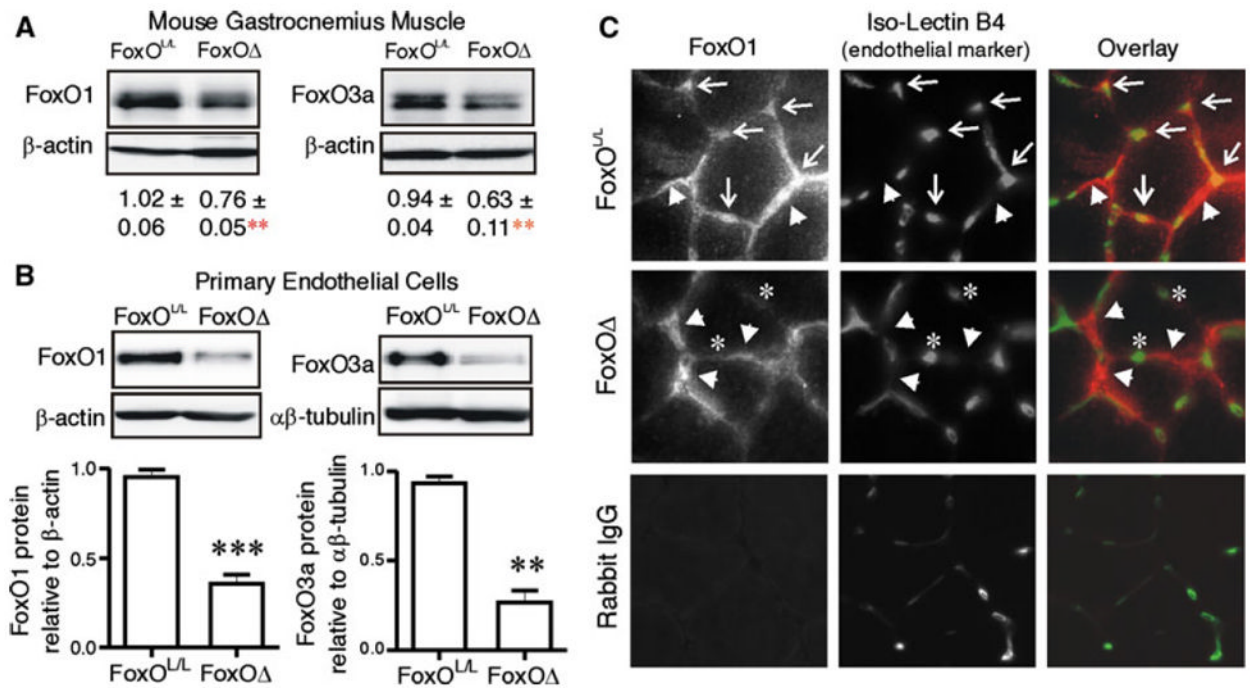 A
Mouse Gastrocnemius Muscle
FoxO^L/L FoxOΔ
FoxO1
β-actin
1.02 ± 0.76 ±
0.06 0.05**
FoxO^L/L FoxOΔ
FoxO3a
β-actin
0.94 ± 0.63 ±
0.04 0.11**
B
Primary Endothelial Cells
FoxO^L/L FoxOΔ
FoxO1
β-actin
FoxO^L/L FoxOΔ
FoxO3a
αβ-tubulin
FoxO1 protein
relative to β-actin
1.0
0.5
0.0
***
FoxO^L/L FoxOΔ
FoxO3a protein
relative to αβ-tubulin
1.0
0.5
0.0
**
FoxO^L/L FoxOΔ
C
FoxO1
Iso-Lectin B4
(endothelial marker)
Overlay
FoxO^L/L
FoxOΔ
* * *
* * *
Rabbit IgG